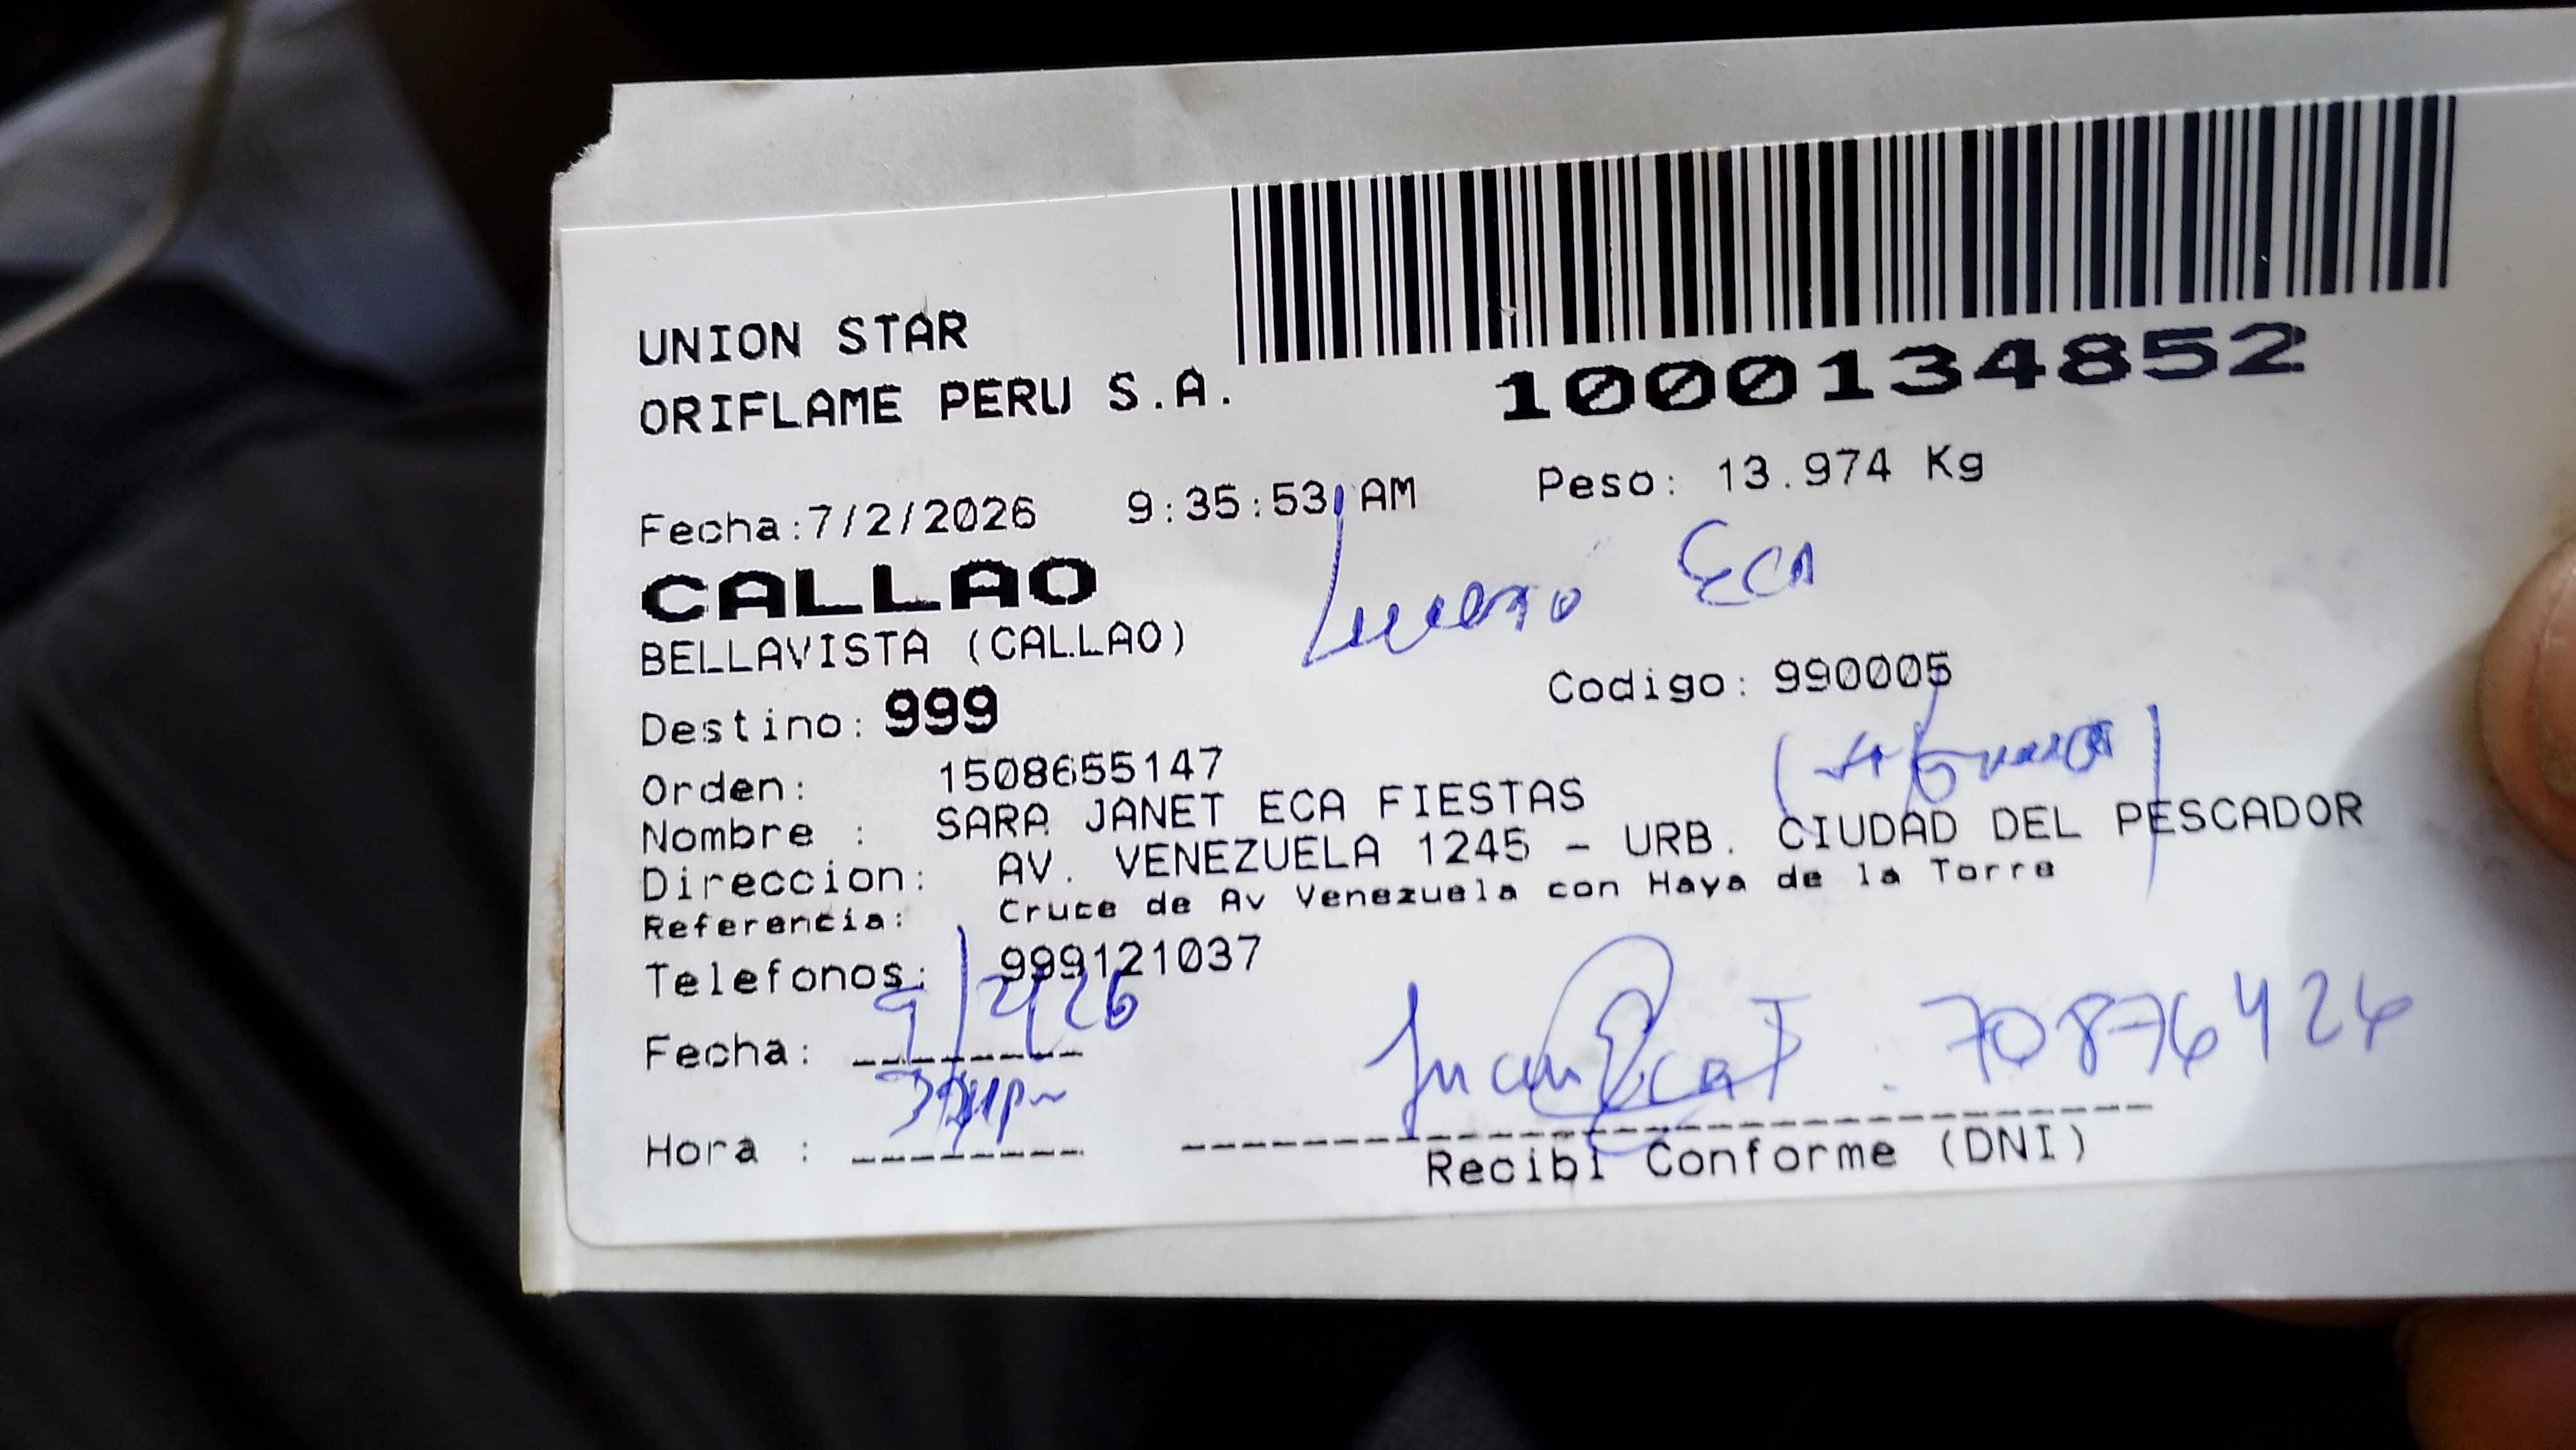 UNION STAR
ORIFLAME PERU S.A.
1000134852
Fecha:7/2/2026 9:35:53 AM Peso: 13.974 Kg
CALLAO
Eca
BELLAVISTA (CALLAO)
Destino: 999 Codigo: 990005
Orden: 1508655147
Nombre : SARA JANET ECA FIESTAS
Direccion: AV. VENEZUELA 1245 - URB. CIUDAD DEL PESCADOR
Referencia: Cruce de Av Venezuela con Haya de la Torre
Telefonos: 999121037
Fecha: 70876426
Hora :
Recibi Conforme (DNI)